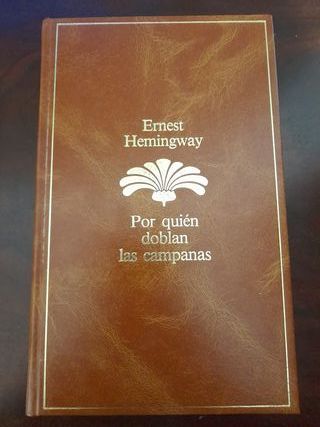 Ernest
Hemingway
Por quién
doblan
las campanas